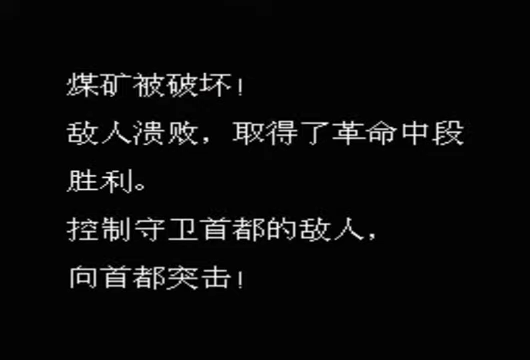 煤矿被破坏!
敌人溃败，取得了革命中段
胜利。
控制守卫首都的敌人，
向首都突击!